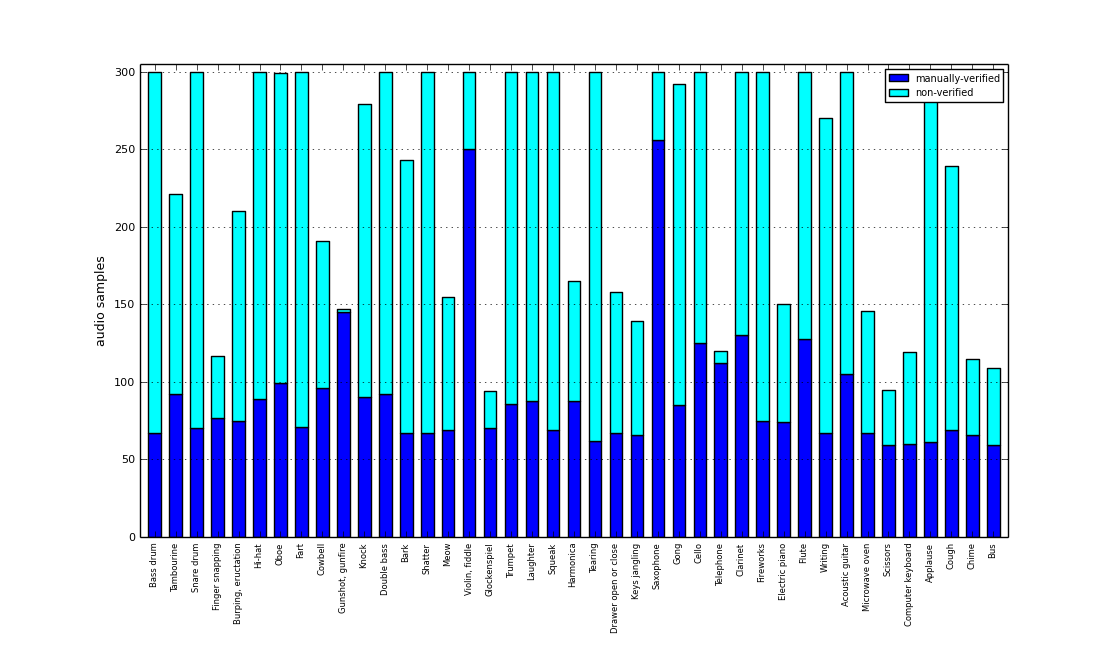 300
250
200
150
100
50
0
audio samples
manually-verified
non-verified
Bass drum
Tambourine
Snare drum
Finger snapping
Burping, eructation
Hi-hat
Oboe
Fart
Cowbell
Gunshot, gunfire
Knock
Double bass
Bark
Shatter
Meow
Violin, fiddle
Glockenspiel
Trumpet
Laughter
Squeak
Harmonica
Tearing
Drawer open or close
Keys jangling
Saxophone
Gong
Cello
Telephone
Clarinet
Fireworks
Electric piano
Flute
Writing
Acoustic guitar
Microwave oven
Scissors
Computer keyboard
Applause
Cough
Chime
Bus